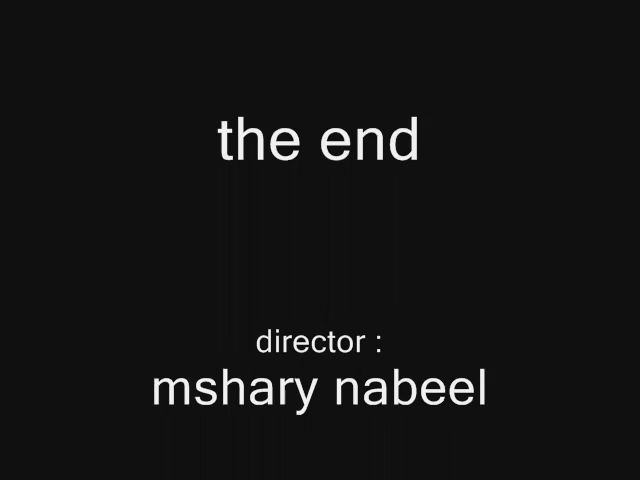 the end
director :
mshary nabeel